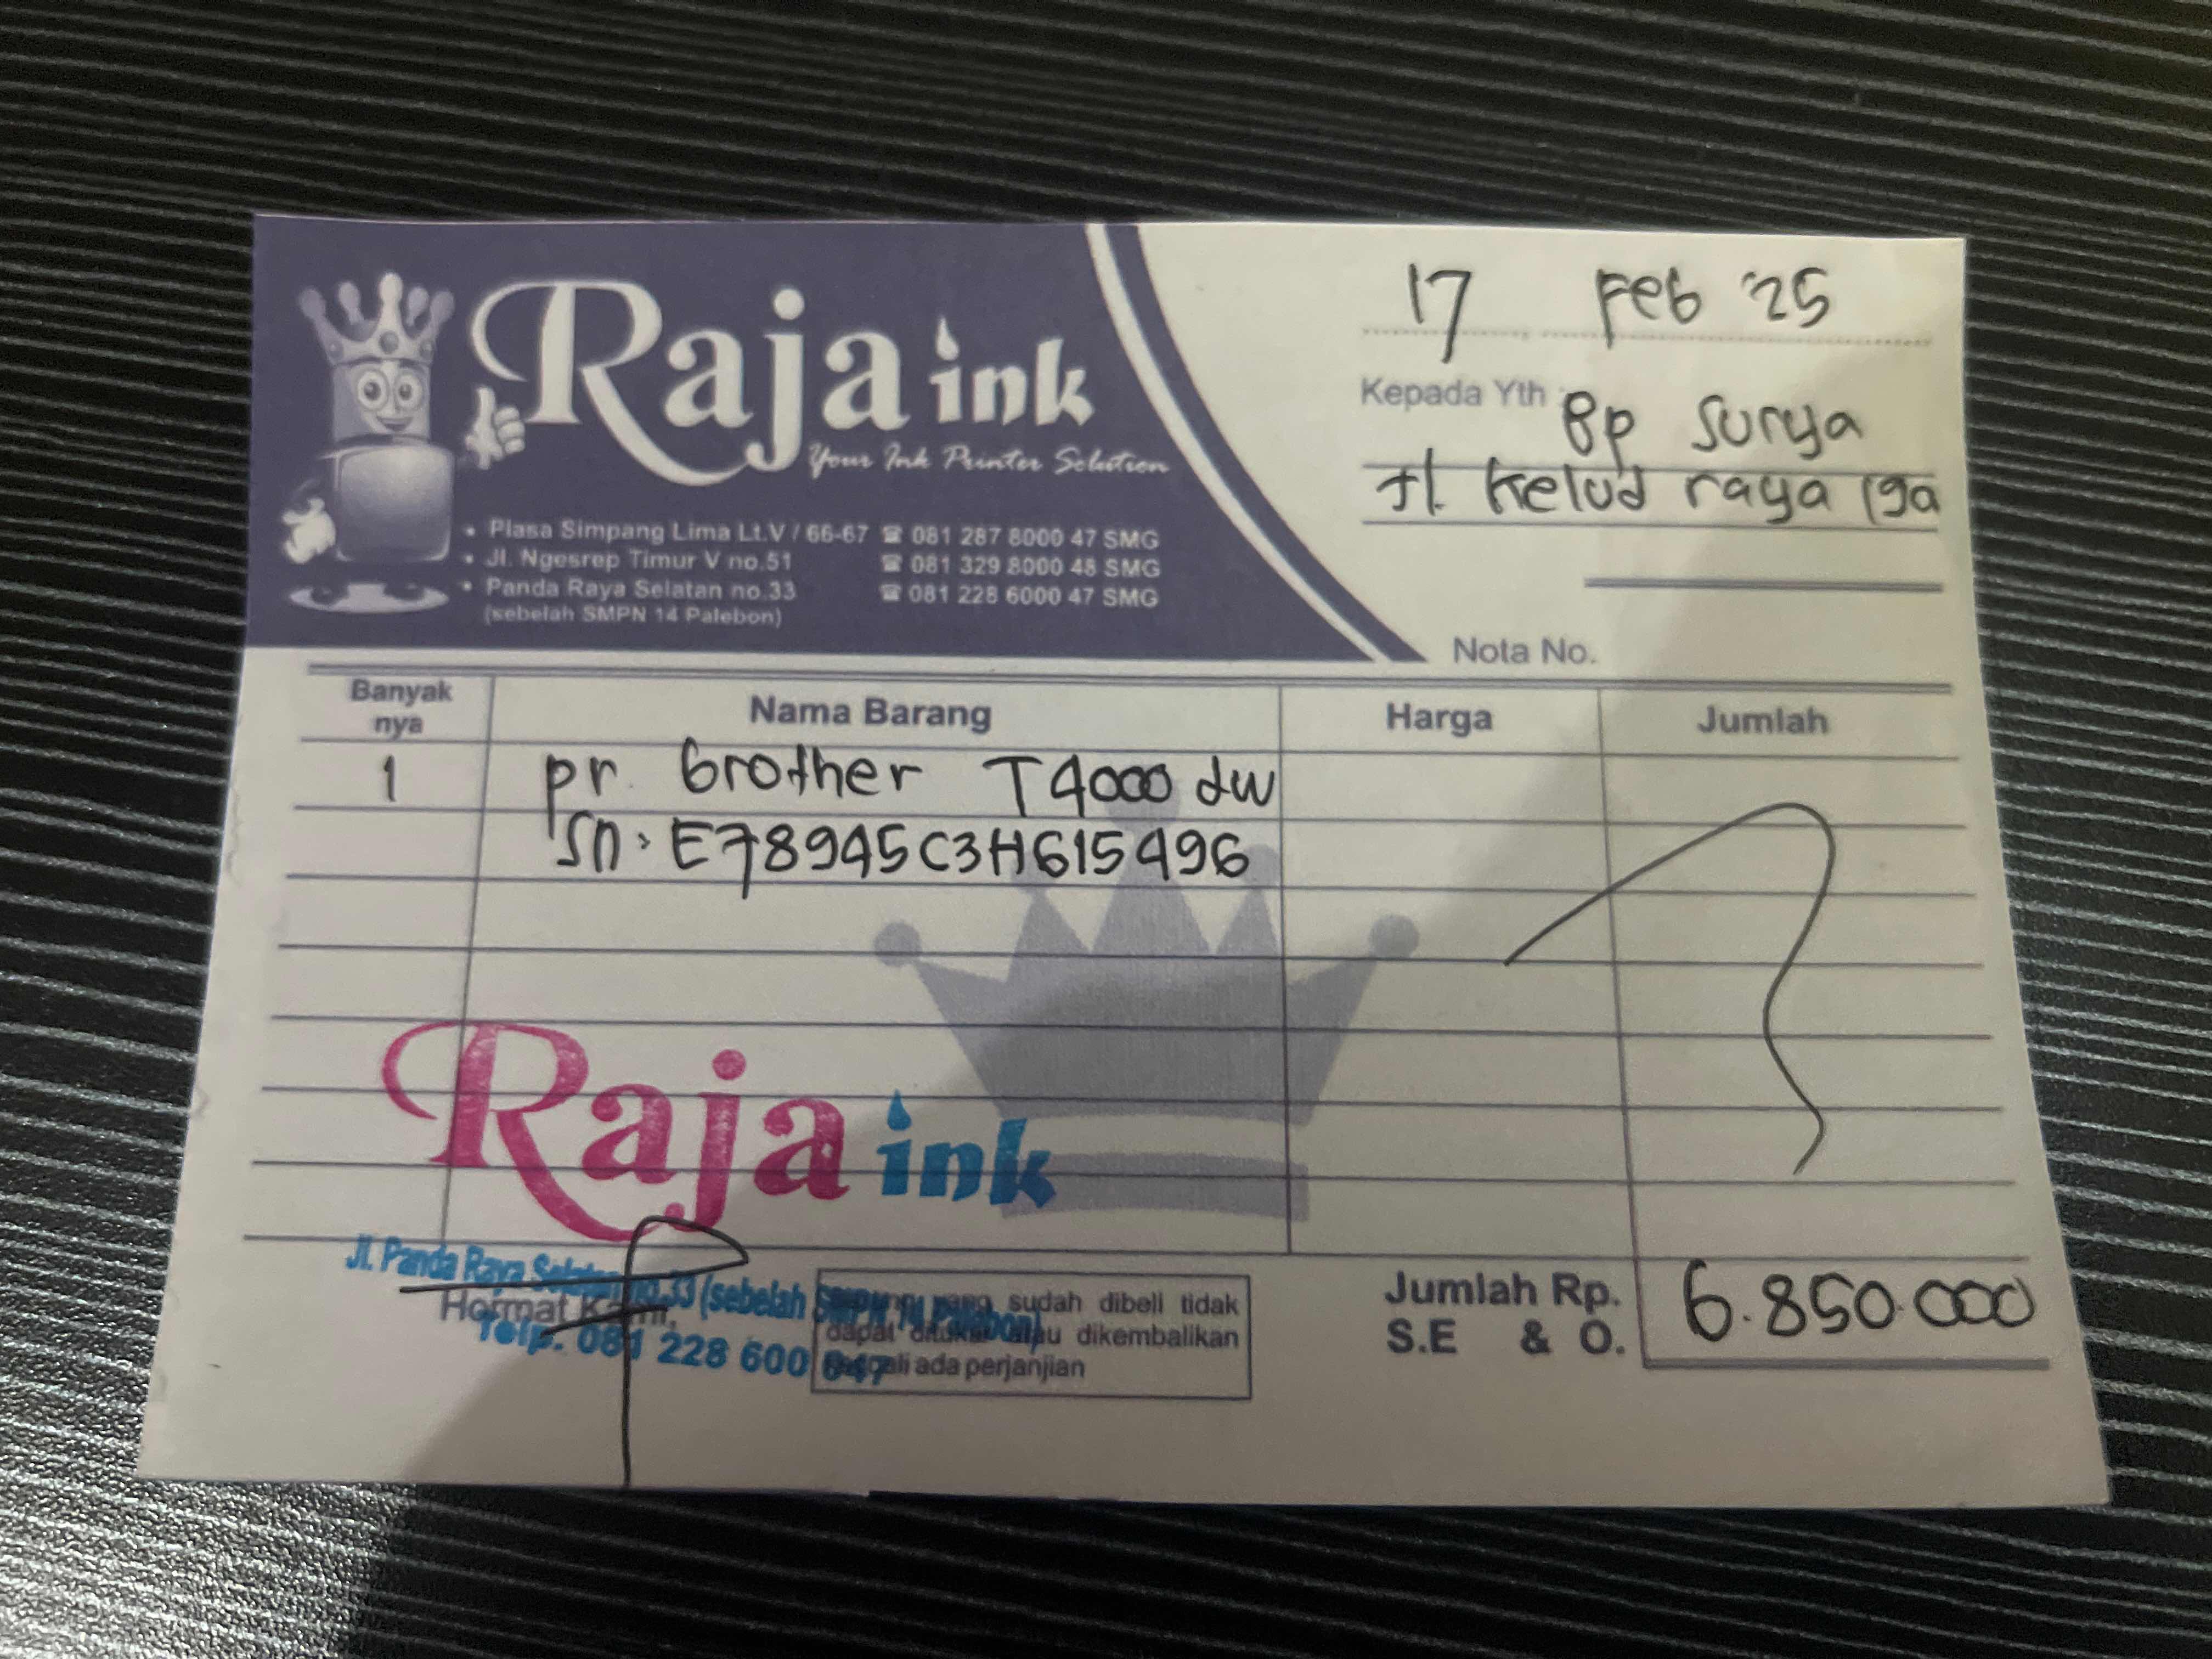 Raja ink
Your Ink Printer Solution
• Plasa Simpang Lima Lt.V / 66-67 ☎ 081 287 8000 47 SMG
• Jl. Ngesrep Timur V no.51 ☎ 081 329 8000 48 SMG
• Panda Raya Selatan no.33 ☎ 081 228 6000 47 SMG
(sebelah SMPN 14 Palebon)
17 Feb '25
Kepada Yth : Bp Surya
Jl. Kelud raya 19a
Nota No.
Banyak nya Nama Barang Harga Jumlah
1 pr. brother T4000 dw
Sn: E78945C3H615496
Raja ink
Jl. Panda Raya Selatan no.33 (sebelah SMPN 14 Palebon)
Telp. 081 228 600 047
Hormat Kami,
sudah dibeli tidak
dapat ditukar atau dikembalikan
ada perjanjian
Jumlah Rp. 6.850.000
S.E & O.